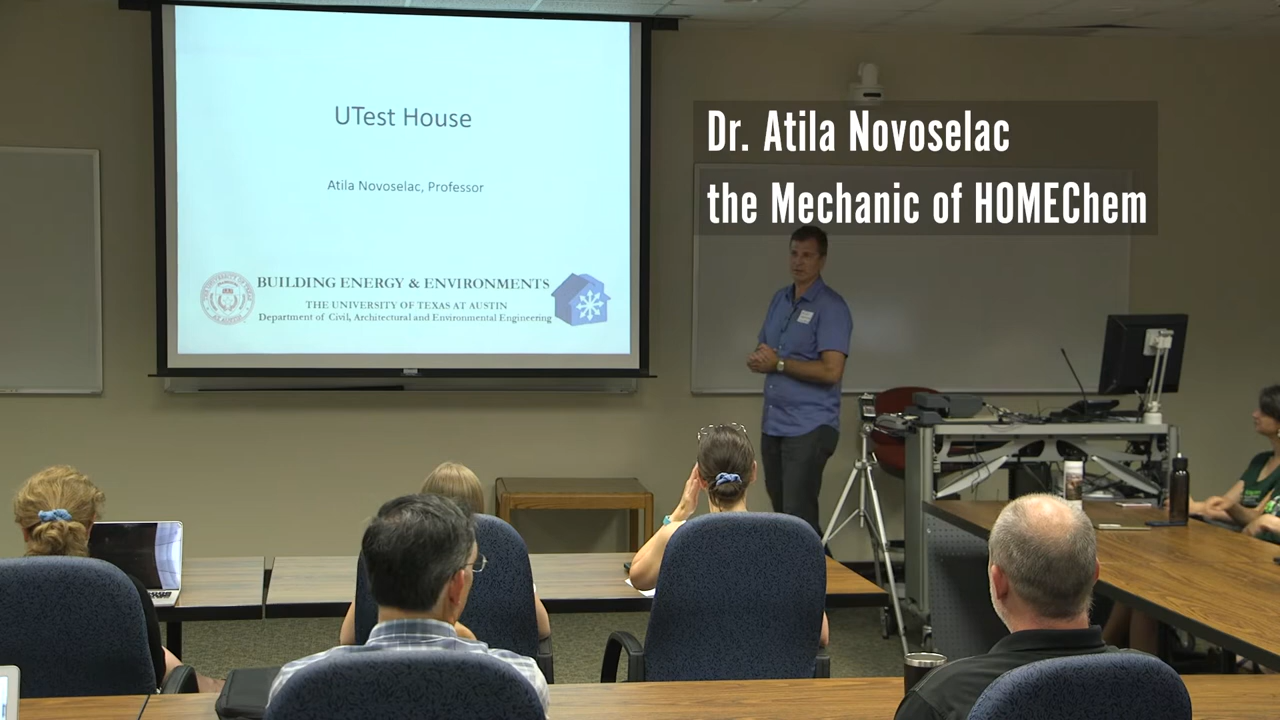 UTest House
Atila Novoselac, Professor
BUILDING ENERGY & ENVIRONMENTS
THE UNIVERSITY OF TEXAS AT AUSTIN
Department of Civil, Architectural and Environmental Engineering
Dr. Atila Novoselac
the Mechanic of HOMEChem